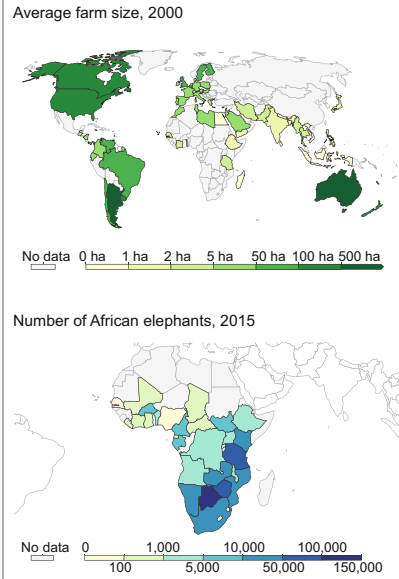 Average farm size, 2000
No data 0 ha 1 ha 2 ha 5 ha 50 ha 100 ha 500 ha
Number of African elephants, 2015
No data 0 1,000 10,000 100,000
100 5,000 50,000 150,000